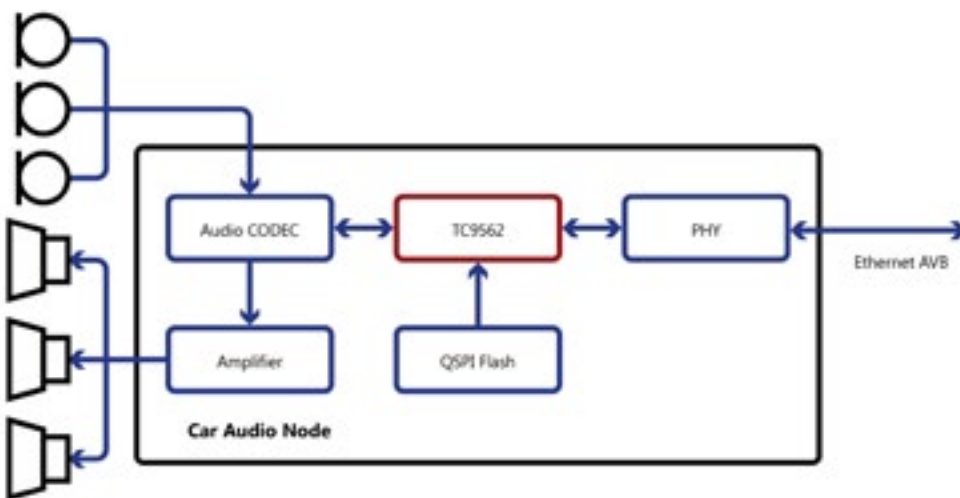 Audio CODEC
TC9562
PHY
Ethernet AVB
Amplifier
QSPI Flash
Car Audio Node